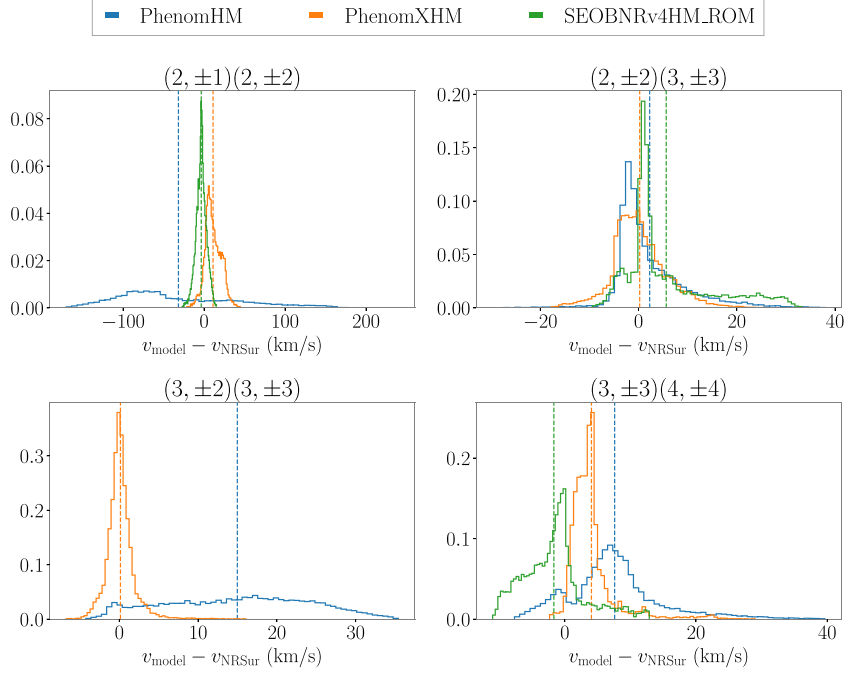 PhenomHM PhenomXHM SEOBNRv4HM_ROM
(2, ±1)(2, ±2) (2, ±2)(3, ±3)
0.08
0.06
0.04
0.02
0.00
−100 0 100 200
v_model − v_NRSur (km/s)
0.20
0.15
0.10
0.05
0.00
−20 0 20 40
v_model − v_NRSur (km/s)
(3, ±2)(3, ±3) (3, ±3)(4, ±4)
0.3
0.2
0.1
0.0
0 10 20 30
v_model − v_NRSur (km/s)
0.2
0.1
0.0
0 20 40
v_model − v_NRSur (km/s)